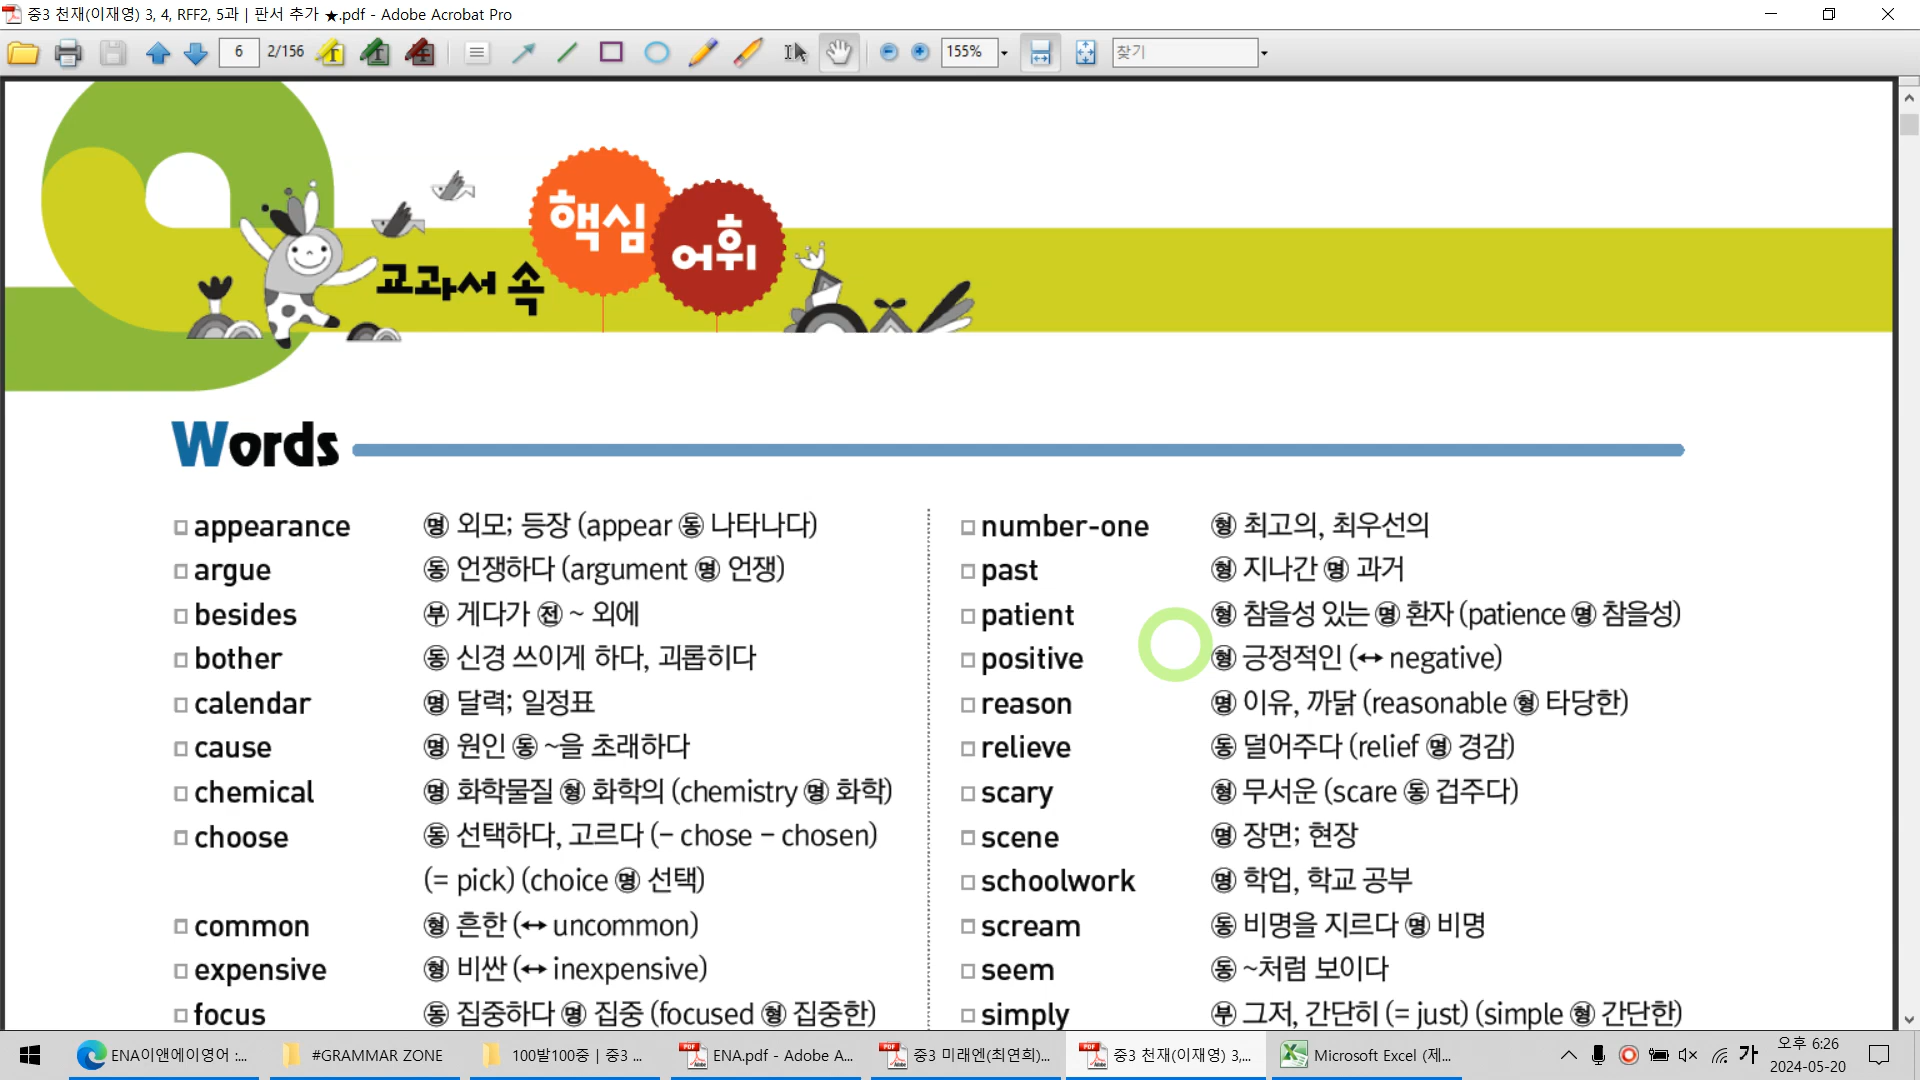 중3 천재(이재영) 3, 4, RFF2, 5과 | 판서 추가 ★.pdf - Adobe Acrobat Pro
6 2/156 155% 찾기
교과서 속 핵심 어휘
Words
appearance 명 외모; 등장 (appear 동 나타나다)
argue 동 언쟁하다 (argument 명 언쟁)
besides 부 게다가 전 ~ 외에
bother 동 신경 쓰이게 하다, 괴롭히다
calendar 명 달력; 일정표
cause 명 원인 동 ~을 초래하다
chemical 명 화학물질 형 화학의 (chemistry 명 화학)
choose 동 선택하다, 고르다 (– chose – chosen)
(= pick) (choice 명 선택)
common 형 흔한 (↔ uncommon)
expensive 형 비싼 (↔ inexpensive)
focus 동 집중하다 명 집중 (focused 형 집중한)
number-one 형 최고의, 최우선의
past 형 지나간 명 과거
patient 형 참을성 있는 명 환자 (patience 명 참을성)
positive 형 긍정적인 (↔ negative)
reason 명 이유, 까닭 (reasonable 형 타당한)
relieve 동 덜어주다 (relief 명 경감)
scary 형 무서운 (scare 동 겁주다)
scene 명 장면; 현장
schoolwork 명 학업, 학교 공부
scream 동 비명을 지르다 명 비명
seem 동 ~처럼 보이다
simply 부 그저, 간단히 (= just) (simple 형 간단한)
ENA이앤에이영어 :... #GRAMMAR ZONE 100발100중 | 중3 ... ENA.pdf - Adobe A... 중3 미래엔(최연희)... 중3 천재(이재영) 3,... Microsoft Excel (제... 가 오후 6:26
2024-05-20